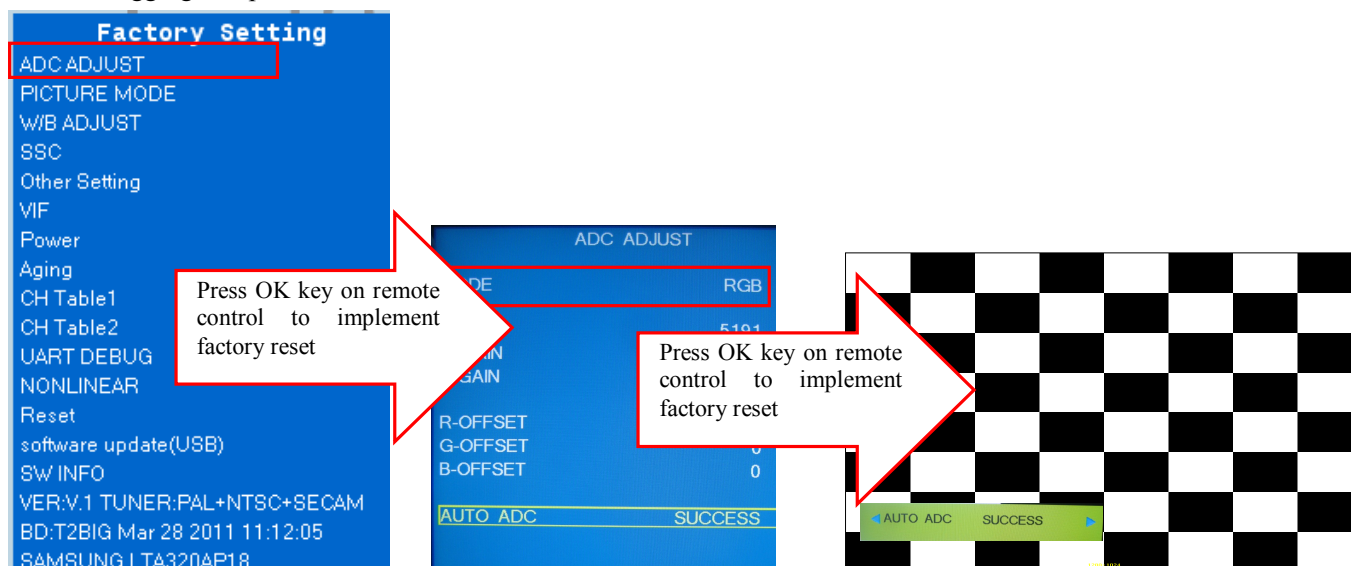 Factory Setting
ADC ADJUST
PICTURE MODE
W/B ADJUST
SSC
Other Setting
VIF
Power
Aging
CH Table1
CH Table2
UART DEBUG
NONLINEAR
Reset
software update(USB)
SW INFO
VER:V.1 TUNER:PAL+NTSC+SECAM
BD:T2BIG Mar 28 2011 11:12:05
SAMSUNG LTA320AP18
Press OK key on remote
control to implement
factory reset
ADC ADJUST
RGB
5191
GAIN
R-OFFSET
G-OFFSET
0
B-OFFSET
0
AUTO ADC
SUCCESS
Press OK key on remote
control to implement
factory reset
AUTO ADC
SUCCESS